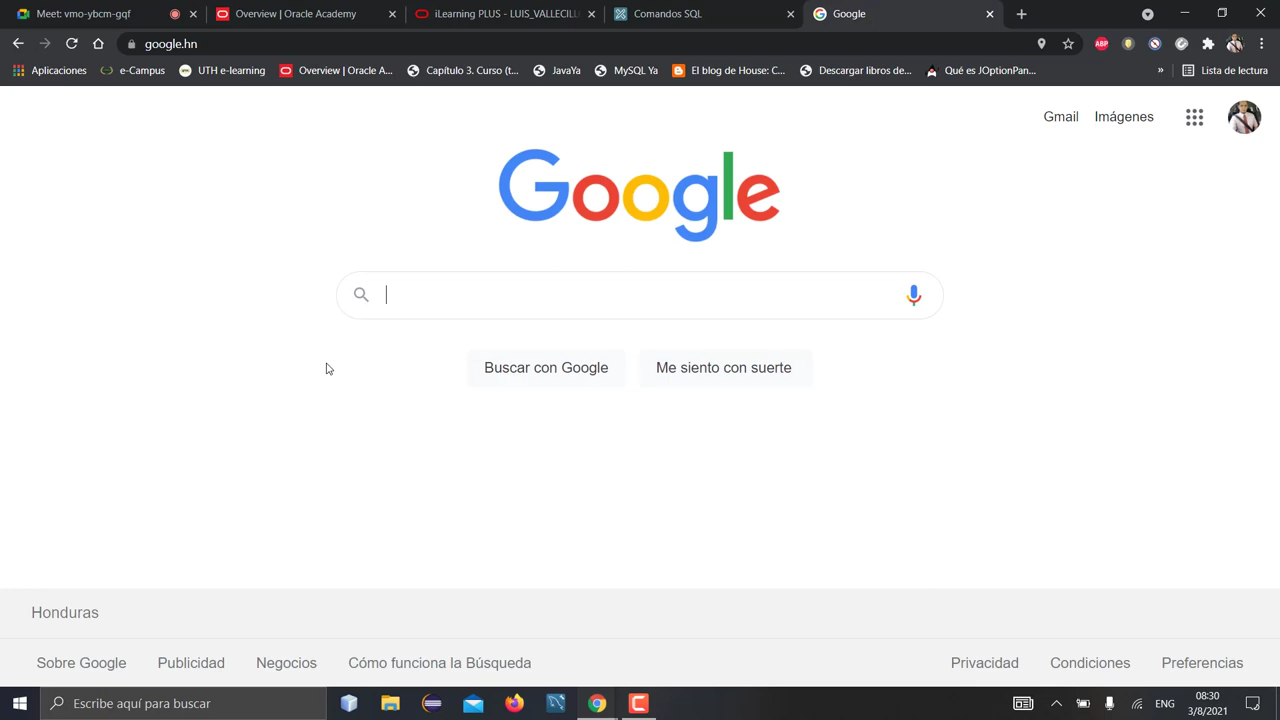 Meet: vmo-ybcm-gqf
Overview | Oracle Academy
iLearning PLUS - LUIS_VALLECILL
Comandos SQL
Google
google.hn
ABP
Aplicaciones
e-Campus
UTH e-learning
Overview | Oracle A...
Capítulo 3. Curso (t...
JavaYa
MySQL Ya
El blog de House: C...
Descargar libros de...
Qué es JOptionPan...
»
Lista de lectura
Gmail
Imágenes
Google
Buscar con Google
Me siento con suerte
Honduras
Sobre Google
Publicidad
Negocios
Cómo funciona la Búsqueda
Privacidad
Condiciones
Preferencias
Escribe aquí para buscar
ENG
08:30
3/8/2021